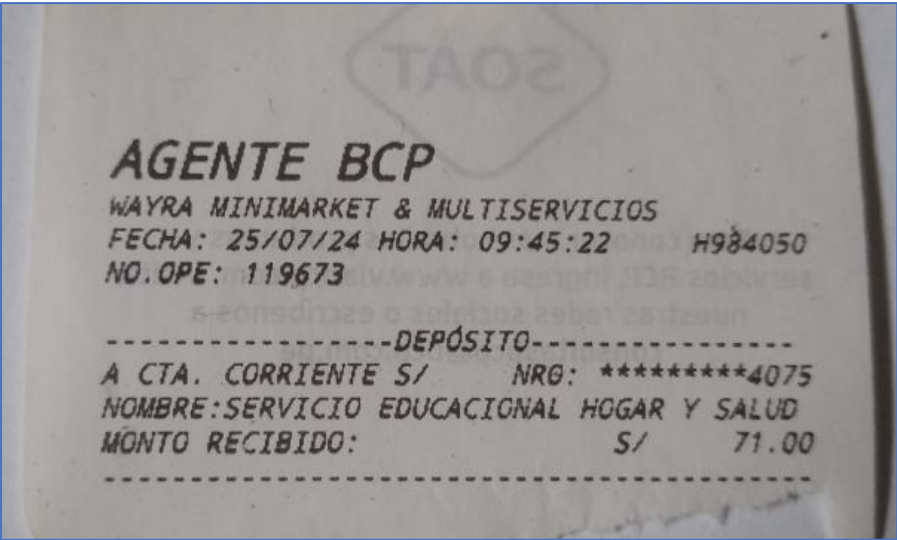 SOAT
AGENTE BCP
WAYRA MINIMARKET & MULTISERVICIOS
FECHA: 25/07/24 HORA: 09:45:22 H984050
NO.OPE: 119673
----------------DEPÓSITO----------------
A CTA. CORRIENTE S/ NRO: *********4075
NOMBRE:SERVICIO EDUCACIONAL HOGAR Y SALUD
MONTO RECIBIDO: S/ 71.00